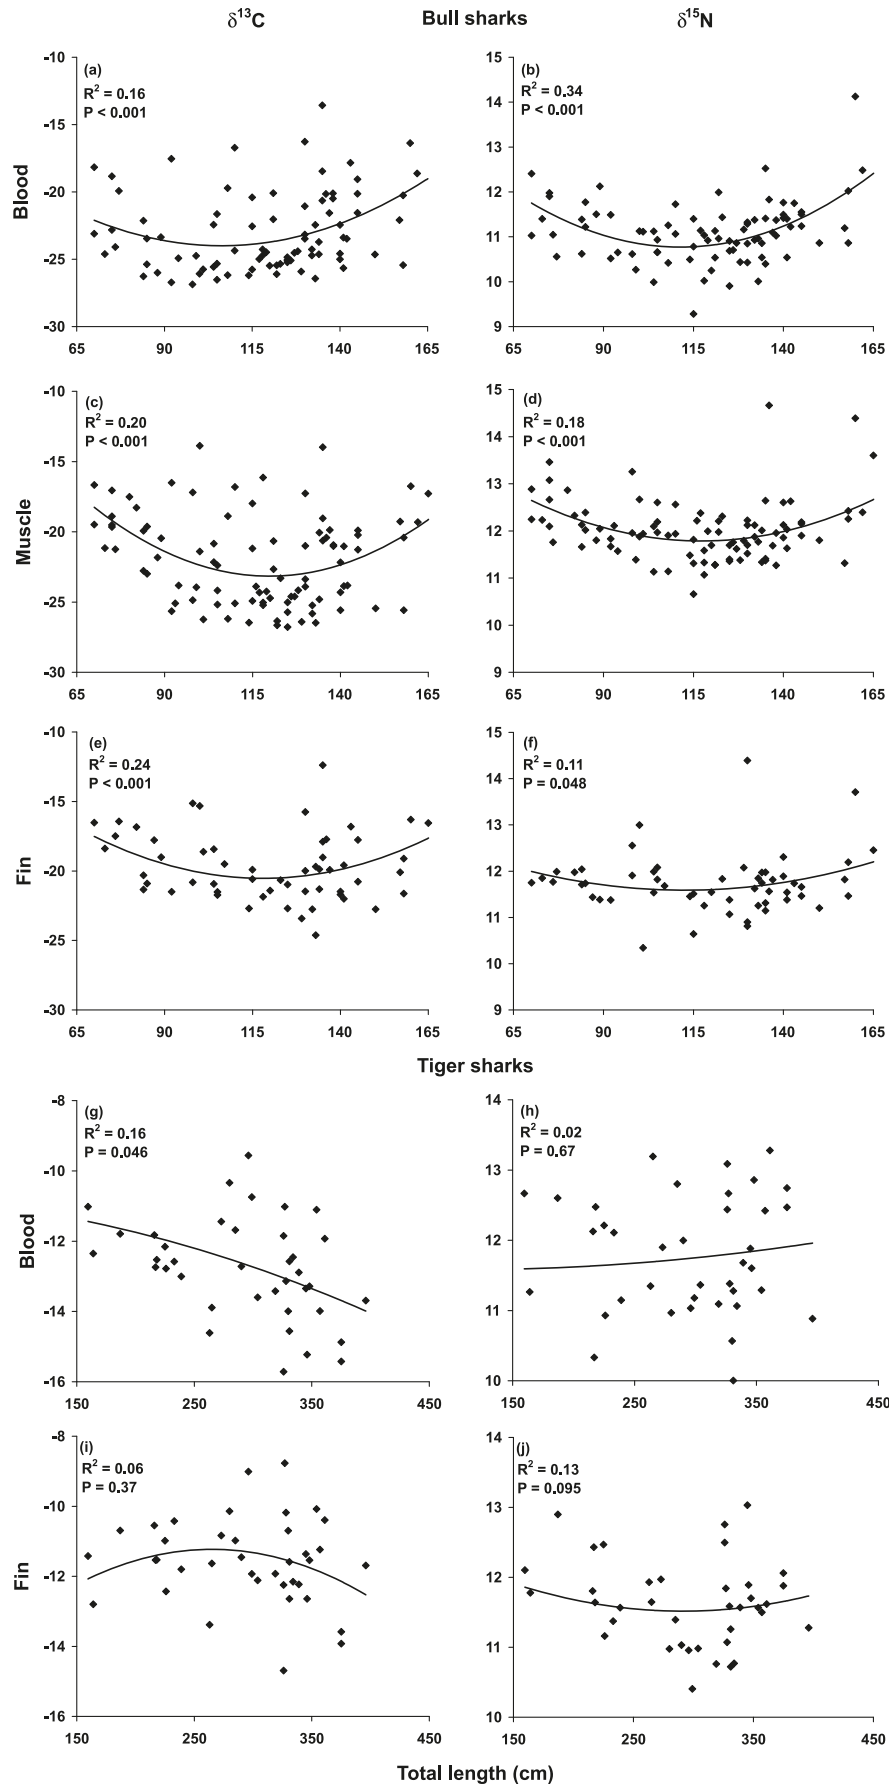 δ¹³C Bull sharks δ¹⁵N
-10 15
(a) (b)
R² = 0.16 R² = 0.34
P < 0.001 P < 0.001
14
-15
13
Blood
-20 12
11
-25
10
-30 9
65 90 115 140 165 65 90 115 140 165
-10 15
(c) (d)
R² = 0.20 R² = 0.18
P < 0.001 P < 0.001
14
-15
13
Muscle
-20 12
11
-25
10
-30 9
65 90 115 140 165 65 90 115 140 165
-10 15
(e) (f)
R² = 0.24 R² = 0.11
P < 0.001 P = 0.048
14
-15
13
Fin
-20 12
11
-25
10
-30 9
65 90 115 140 165 65 90 115 140 165
Tiger sharks
-8 14
(g) (h)
R² = 0.16 R² = 0.02
P = 0.046 P = 0.67
-10 13
Blood
-12 12
-14 11
-16 10
150 250 350 450 150 250 350 450
-8 14
(i) (j)
R² = 0.06 R² = 0.13
P = 0.37 P = 0.095
-10 13
Fin
-12 12
-14 11
-16 10
150 250 350 450 150 250 350 450
Total length (cm)